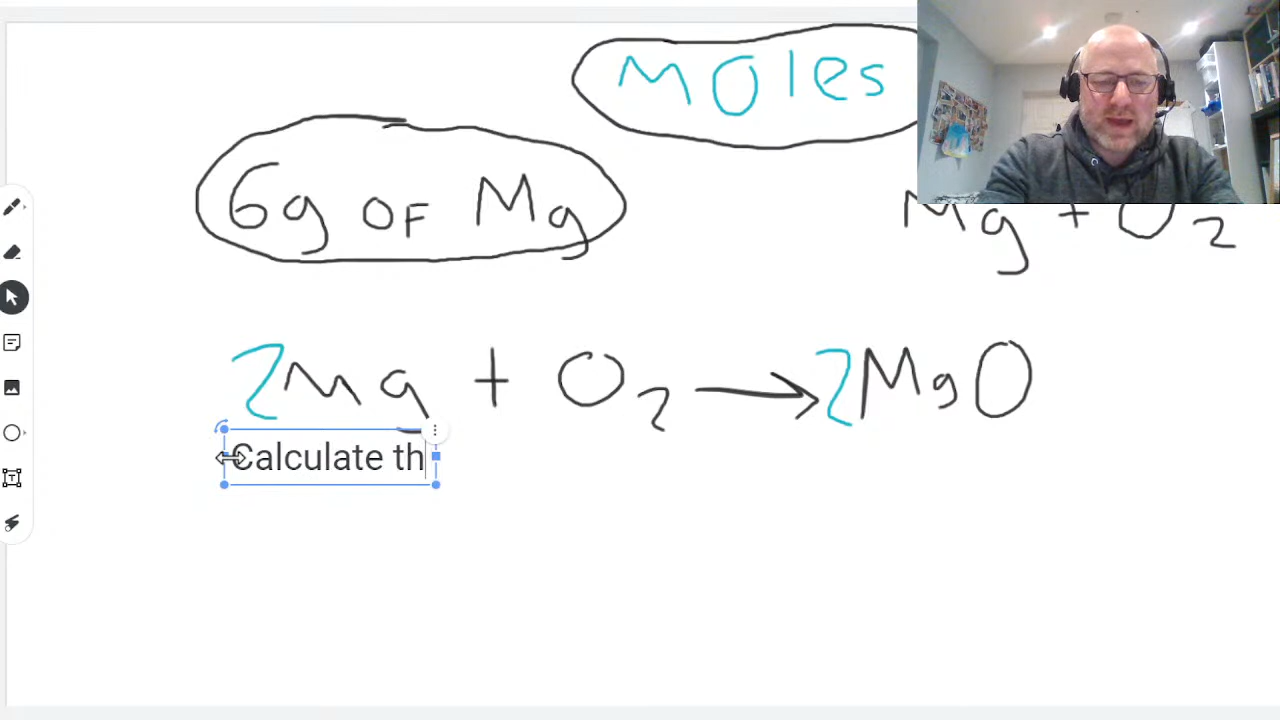 Moles
6g of Mg
Mg + O2
2Mg + O2 → 2MgO
Calculate th